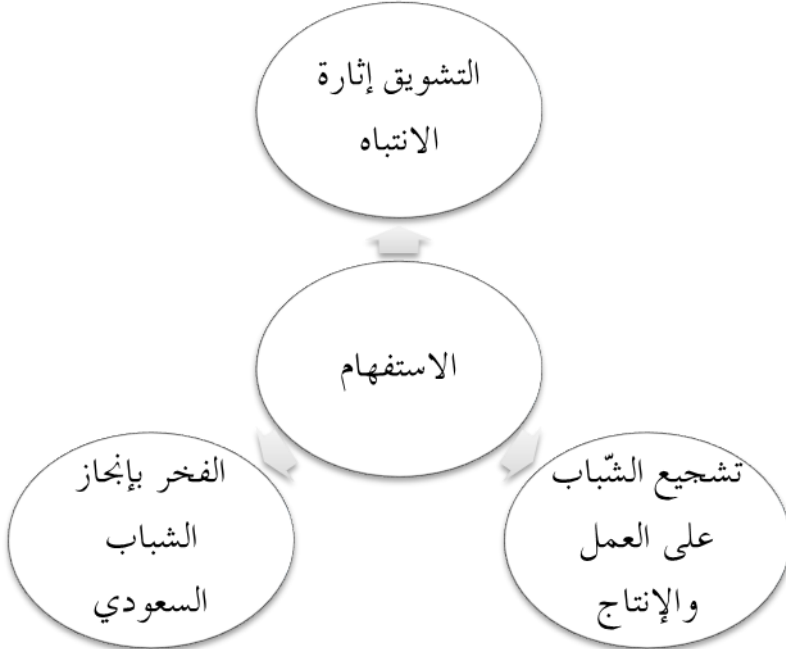 التشويق إثارة
الانتباه
الاستفهام
تشجيع الشّباب
على العمل
والإنتاج
الفخر بإنجاز
الشباب
السعودي